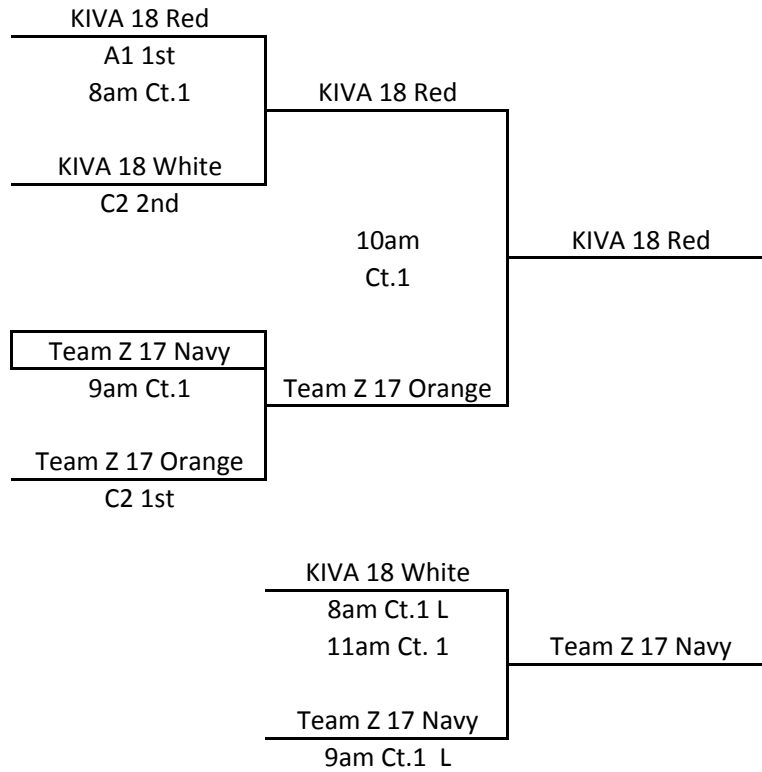 KIVA 18 Red
A1 1st
8am Ct.1
KIVA 18 Red
KIVA 18 White
C2 2nd
10am
Ct.1
KIVA 18 Red
Team Z 17 Navy
9am Ct.1
Team Z 17 Orange
Team Z 17 Orange
C2 1st
KIVA 18 White
8am Ct.1 L
11am Ct. 1
Team Z 17 Navy
Team Z 17 Navy
9am Ct.1  L